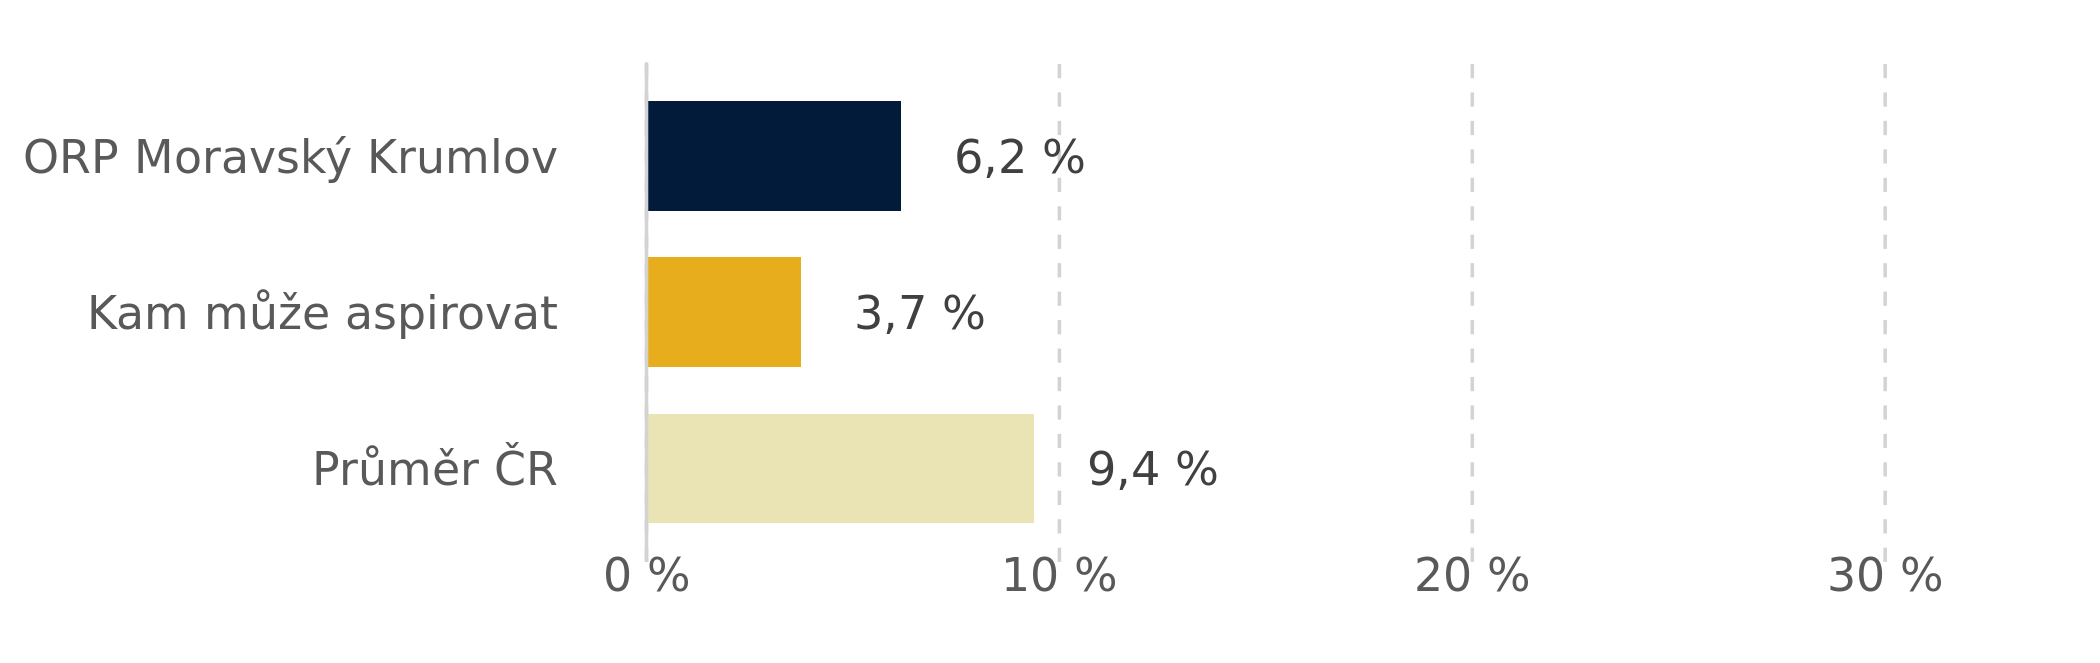 ORP Moravský Krumlov 6,2 %
Kam může aspirovat 3,7 %
Průměr ČR 9,4 %
0 % 10 % 20 % 30 %